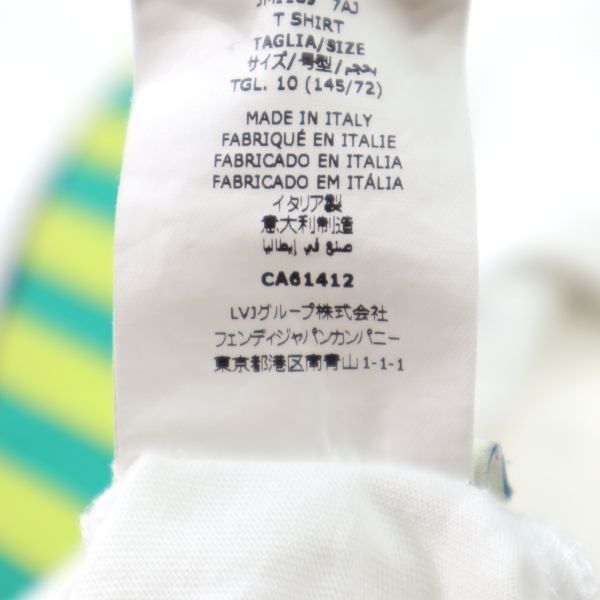 7AJ
T SHIRT
TAGLIA/SIZE
サイズ/号型/حجم
TGL. 10 (145/72)
MADE IN ITALY
FABRIQUÉ EN ITALIE
FABRICADO EN ITALIA
FABRICADO EM ITÁLIA
イタリア製
意大利制造
صنع في إيطاليا
CA61412
LVJグループ株式会社
フェンディジャパンカンパニー
東京都港区南青山1-1-1